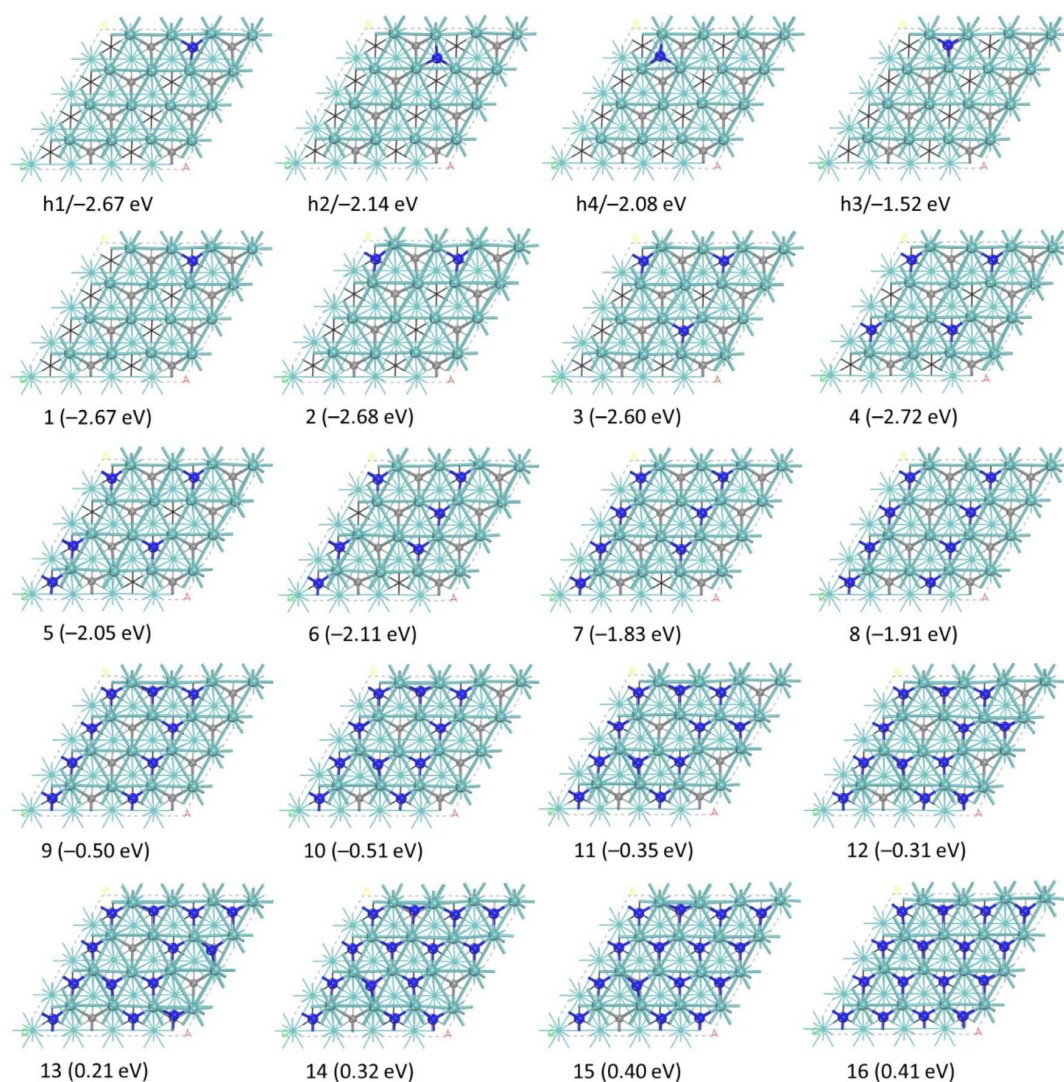 h1/−2.67 eV
h2/−2.14 eV
h4/−2.08 eV
h3/−1.52 eV
1 (−2.67 eV)
2 (−2.68 eV)
3 (−2.60 eV)
4 (−2.72 eV)
5 (−2.05 eV)
6 (−2.11 eV)
7 (−1.83 eV)
8 (−1.91 eV)
9 (−0.50 eV)
10 (−0.51 eV)
11 (−0.35 eV)
12 (−0.31 eV)
13 (0.21 eV)
14 (0.32 eV)
15 (0.40 eV)
16 (0.41 eV)